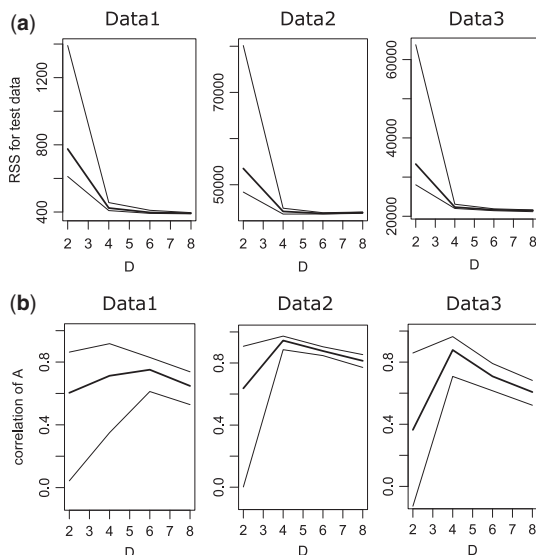 (a)
Data1 Data2 Data3
RSS for test data
1400
1200
800
400
70000
50000
60000
40000
20000
2 3 4 5 6 7 8
2 3 4 5 6 7 8
2 3 4 5 6 7 8
D D D
(b)
Data1 Data2 Data3
correlation of A
0.8
0.4
0.0
0.8
0.4
0.0
0.8
0.4
0.0
2 3 4 5 6 7 8
2 3 4 5 6 7 8
2 3 4 5 6 7 8
D D D